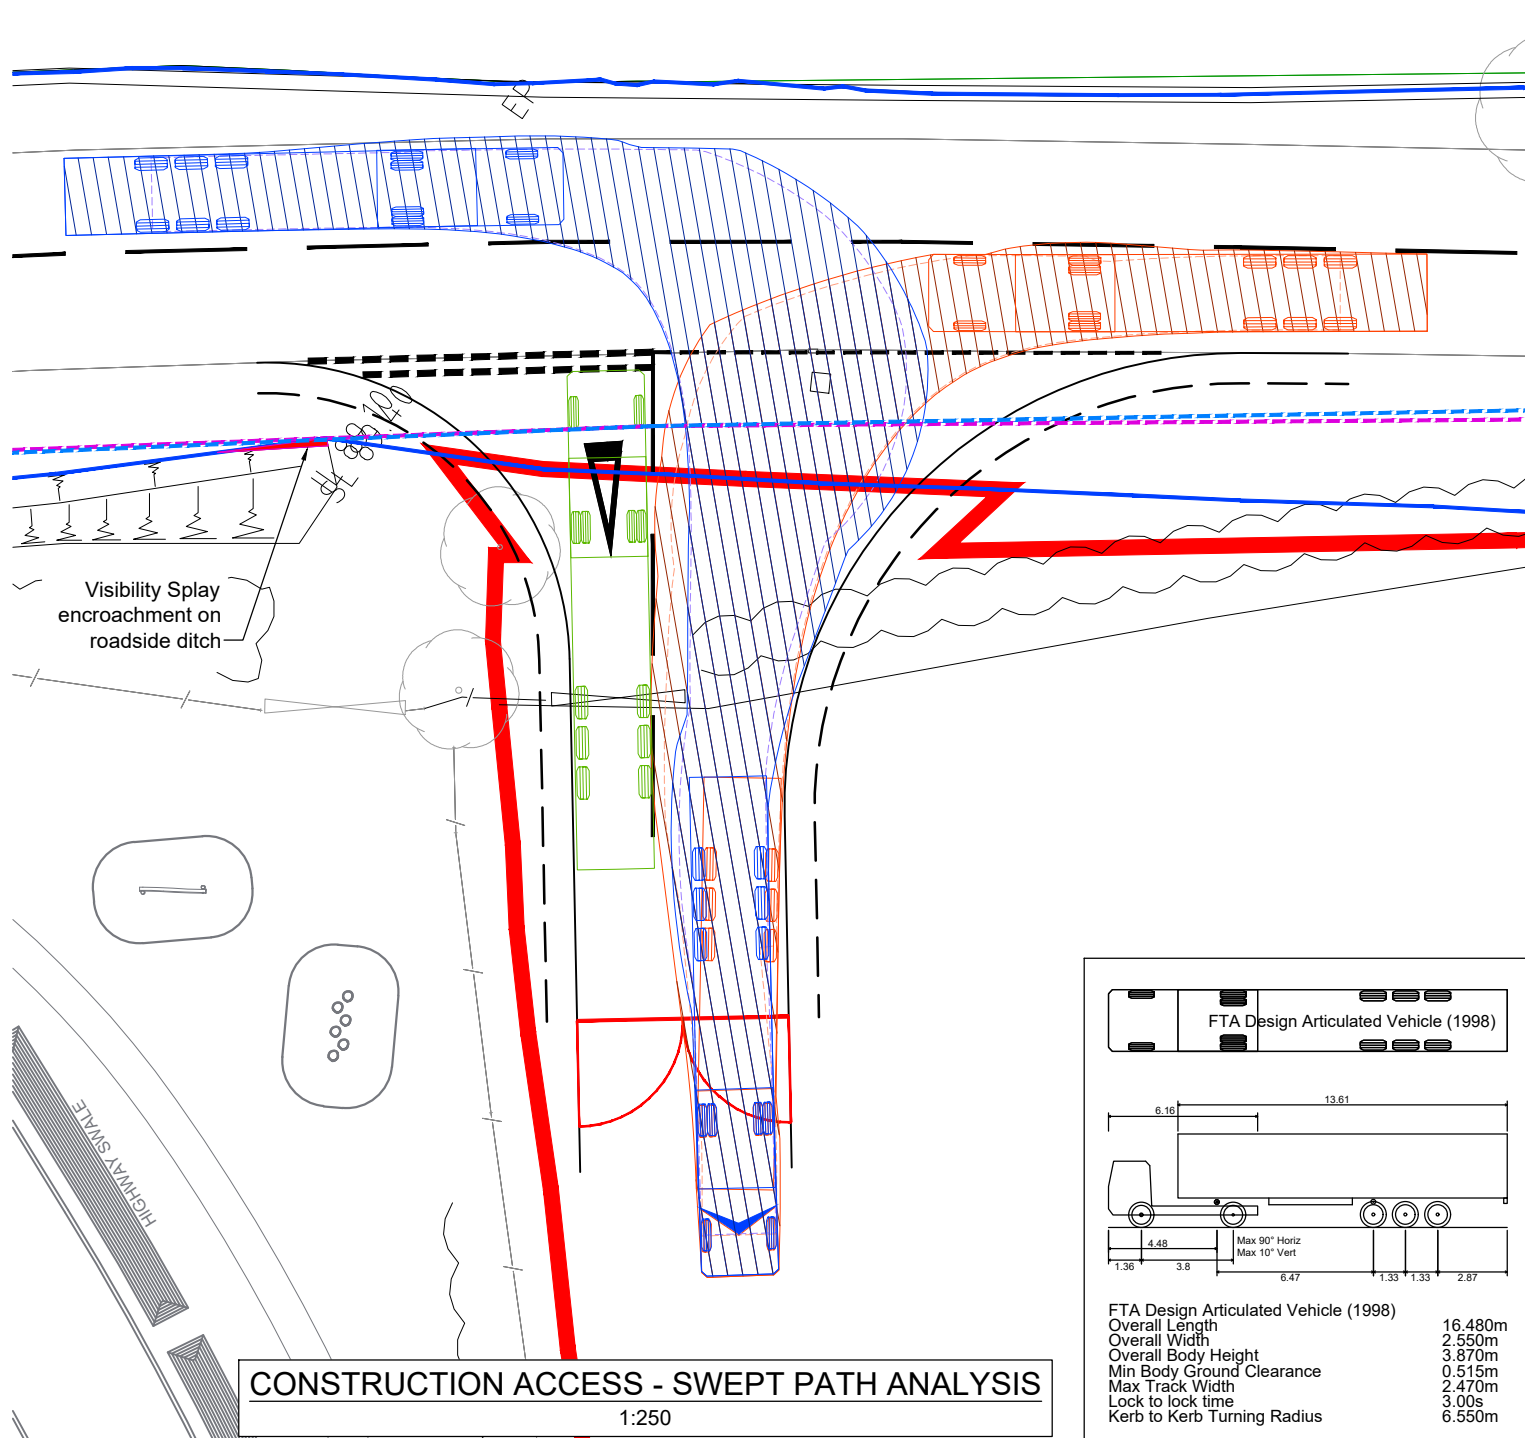 EP
Visibility Splay
encroachment on
roadside ditch
HIGHWAY SWALE
FTA Design Articulated Vehicle (1998)
13.61
6.16
4.48
Max 90° Horiz
Max 10° Vert
1.36
3.8
6.47
1.33
1.33
2.87
FTA Design Articulated Vehicle (1998)
Overall Length 16.480m
Overall Width 2.550m
Overall Body Height 3.870m
Min Body Ground Clearance 0.515m
Max Track Width 2.470m
Lock to lock time 3.00s
Kerb to Kerb Turning Radius 6.550m
CONSTRUCTION ACCESS - SWEPT PATH ANALYSIS
1:250